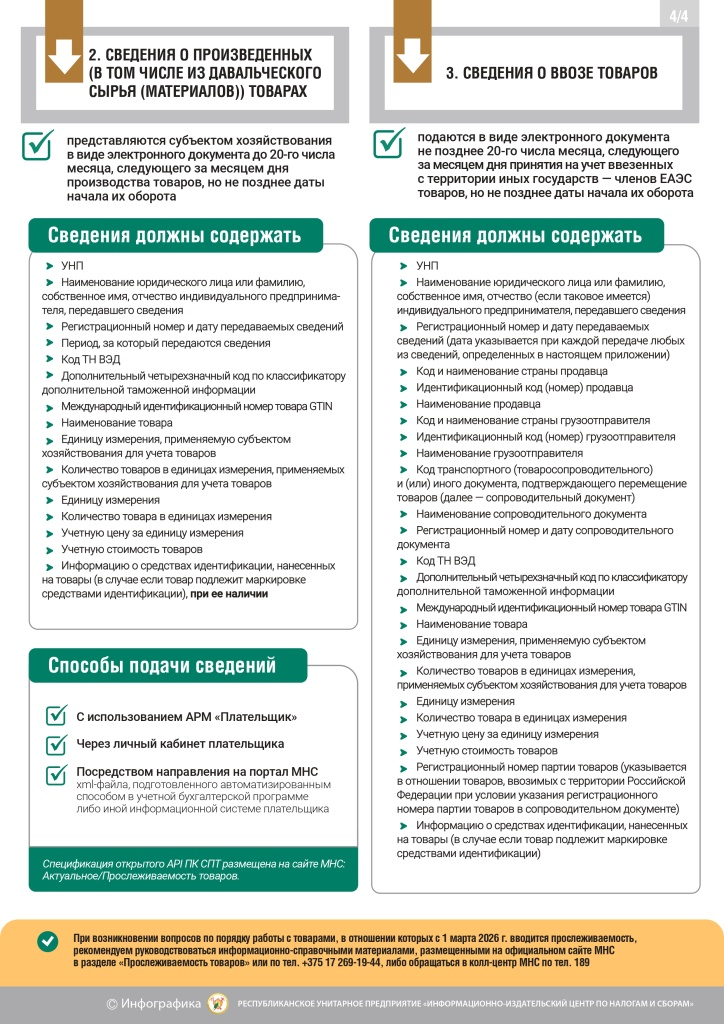 4/4
2. СВЕДЕНИЯ О ПРОИЗВЕДЕННЫХ
(В ТОМ ЧИСЛЕ ИЗ ДАВАЛЬЧЕСКОГО
СЫРЬЯ (МАТЕРИАЛОВ)) ТОВАРАХ
представляются субъектом хозяйствования
в виде электронного документа до 20-го числа
месяца, следующего за месяцем дня
производства товаров, но не позднее даты
начала их оборота
Сведения должны содержать
УНП
Наименование юридического лица или фамилию,
собственное имя, отчество индивидуального предпринима-
теля, передавшего сведения
Регистрационный номер и дату передаваемых сведений
Период, за который передаются сведения
Код ТН ВЭД
Дополнительный четырехзначный код по классификатору
дополнительной таможенной информации
Международный идентификационный номер товара GTIN
Наименование товара
Единицу измерения, применяемую субъектом
хозяйствования для учета товаров
Количество товаров в единицах измерения, применяемых
субъектом хозяйствования для учета товаров
Единицу измерения
Количество товара в единицах измерения
Учетную цену за единицу измерения
Учетную стоимость товаров
Информацию о средствах идентификации, нанесенных
на товары (в случае если товар подлежит маркировке
средствами идентификации), при ее наличии
Способы подачи сведений
С использованием АРМ «Плательщик»
Через личный кабинет плательщика
Посредством направления на портал МНС
xml-файла, подготовленного автоматизированным
способом в учетной бухгалтерской программе
либо иной информационной системе плательщика
Спецификация открытого API ПК СПТ размещена на сайте МНС:
Актуальное/Прослеживаемость товаров.
3. СВЕДЕНИЯ О ВВОЗЕ ТОВАРОВ
подаются в виде электронного документа
не позднее 20-го числа месяца, следующего
за месяцем дня принятия на учет ввезенных
с территории иных государств — членов ЕАЭС
товаров, но не позднее даты начала их оборота
Сведения должны содержать
УНП
Наименование юридического лица или фамилию,
собственное имя, отчество (если таковое имеется)
индивидуального предпринимателя, передавшего сведения
Регистрационный номер и дату передаваемых
сведений (дата указывается при каждой передаче любых
из сведений, определенных в настоящем приложении)
Код и наименование страны продавца
Идентификационный код (номер) продавца
Наименование продавца
Код и наименование страны грузоотправителя
Идентификационный код (номер) грузоотправителя
Наименование грузоотправителя
Код транспортного (товаросопроводительного)
и (или) иного документа, подтверждающего перемещение
товаров (далее — сопроводительный документ)
Наименование сопроводительного документа
Регистрационный номер и дату сопроводительного
документа
Код ТН ВЭД
Дополнительный четырехзначный код по классификатору
дополнительной таможенной информации
Международный идентификационный номер товара GTIN
Наименование товара
Единицу измерения, применяемую субъектом
хозяйствования для учета товаров
Количество товаров в единицах измерения,
применяемых субъектом хозяйствования для учета товаров
Единицу измерения
Количество товара в единицах измерения
Учетную цену за единицу измерения
Учетную стоимость товаров
Регистрационный номер партии товаров (указывается
в отношении товаров, ввозимых с территории Российской
Федерации при условии указания регистрационного
номера партии товаров в сопроводительном документе)
Информацию о средствах идентификации, нанесенных
на товары (в случае если товар подлежит маркировке
средствами идентификации)
При возникновении вопросов по порядку работы с товарами, в отношении которых с 1 марта 2026 г. вводится прослеживаемость,
рекомендуем руководствоваться информационно-справочными материалами, размещенными на официальном сайте МНС
в разделе «Прослеживаемость товаров» или по тел. +375 17 269-19-44, либо обращаться в колл-центр МНС по тел. 189
© Инфографика РЕСПУБЛИКАНСКОЕ УНИТАРНОЕ ПРЕДПРИЯТИЕ «ИНФОРМАЦИОННО-ИЗДАТЕЛЬСКИЙ ЦЕНТР ПО НАЛОГАМ И СБОРАМ»